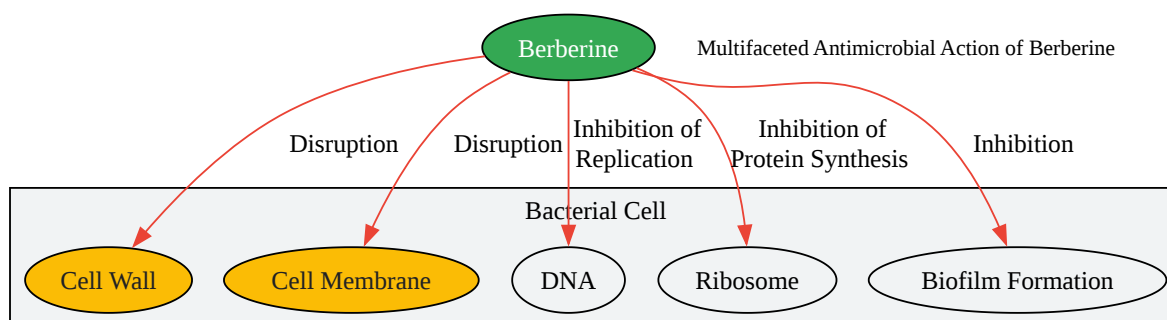 Berberine
Multifaceted Antimicrobial Action of Berberine
Disruption
Disruption
Inhibition of
Replication
Inhibition of
Protein Synthesis
Inhibition
Bacterial Cell
Cell Wall
Cell Membrane
DNA
Ribosome
Biofilm Formation